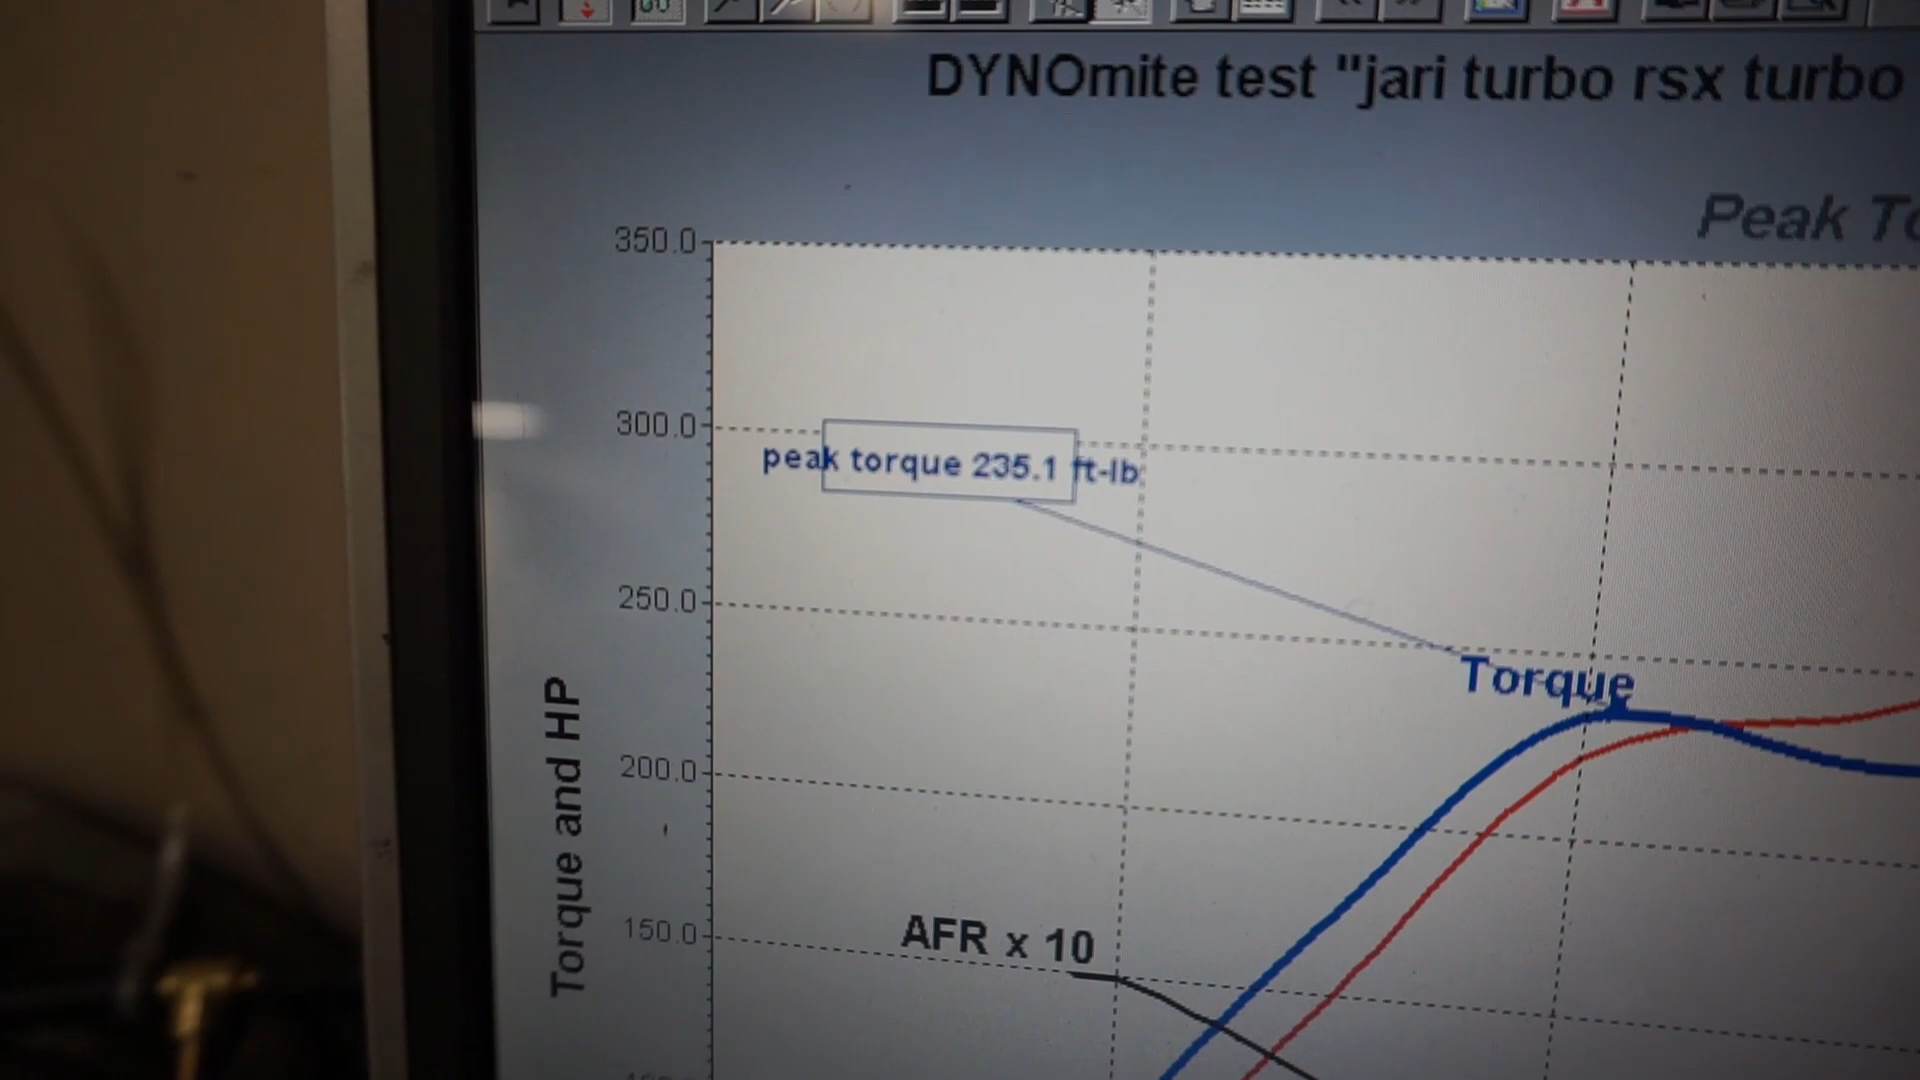 DYNOmite test "jari turbo rsx turbo
Peak To
350.0
300.0
peak torque 235.1 ft-lb
250.0
Torque
Torque and HP
200.0
150.0
AFR x 10